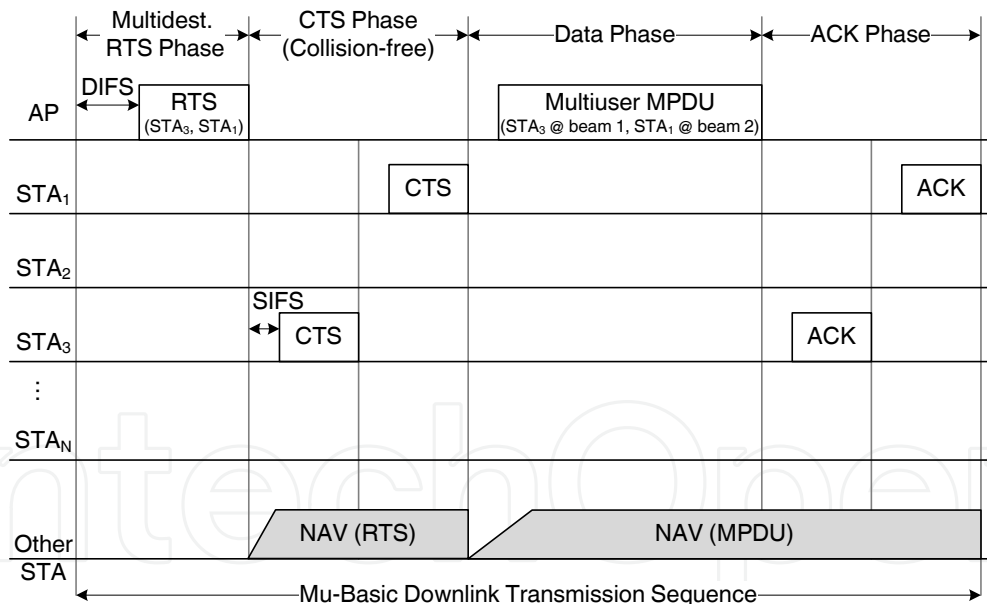 Multidest. RTS Phase
CTS Phase (Collision-free)
Data Phase
ACK Phase
DIFS
AP
RTS
(STA₃, STA₁)
Multiuser MPDU
(STA₃ @ beam 1, STA₁ @ beam 2)
STA₁
CTS
ACK
STA₂
SIFS
STA₃
CTS
ACK
⋮
STA_N
Other STA
NAV (RTS)
NAV (MPDU)
Mu-Basic Downlink Transmission Sequence
ntechOpen